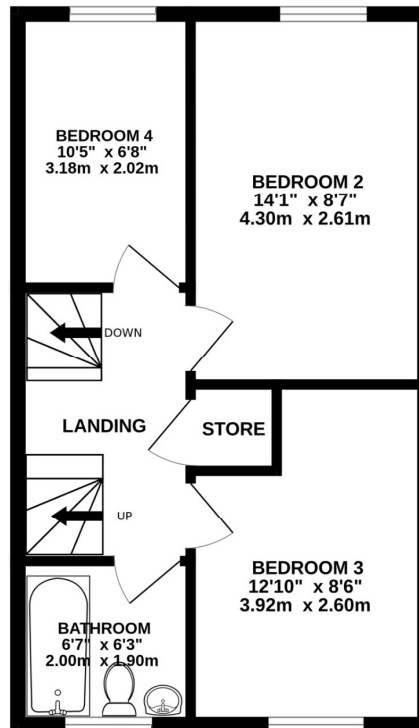 BEDROOM 4
10'5" x 6'8"
3.18m x 2.02m
BEDROOM 2
14'1" x 8'7"
4.30m x 2.61m
DOWN
LANDING
STORE
UP
BEDROOM 3
12'10" x 8'6"
3.92m x 2.60m
BATHROOM
6'7" x 6'3"
2.00m x 1.90m